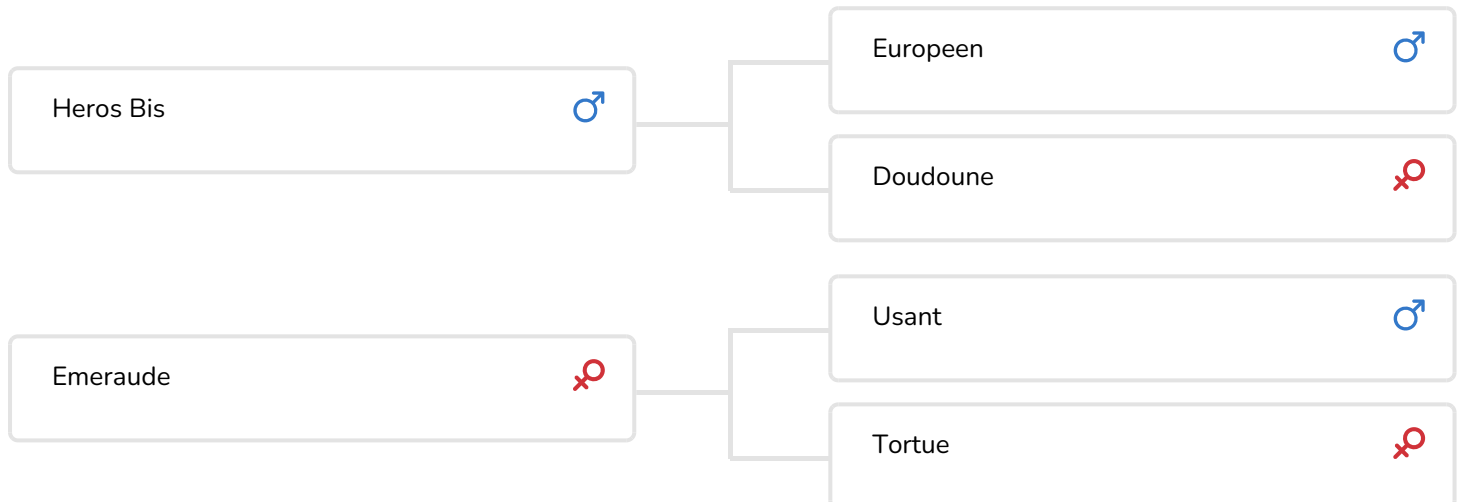 Heros Bis
Europeen
Doudoune
Emeraude
Usant
Tortue